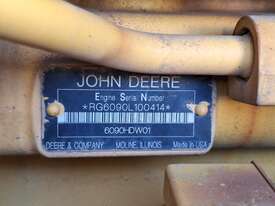 JOHN DEERE
Engine Serial Number
*RG6090L100414*
6090HDW01
DEERE & COMPANY MOLINE, ILLINOIS Made In USA